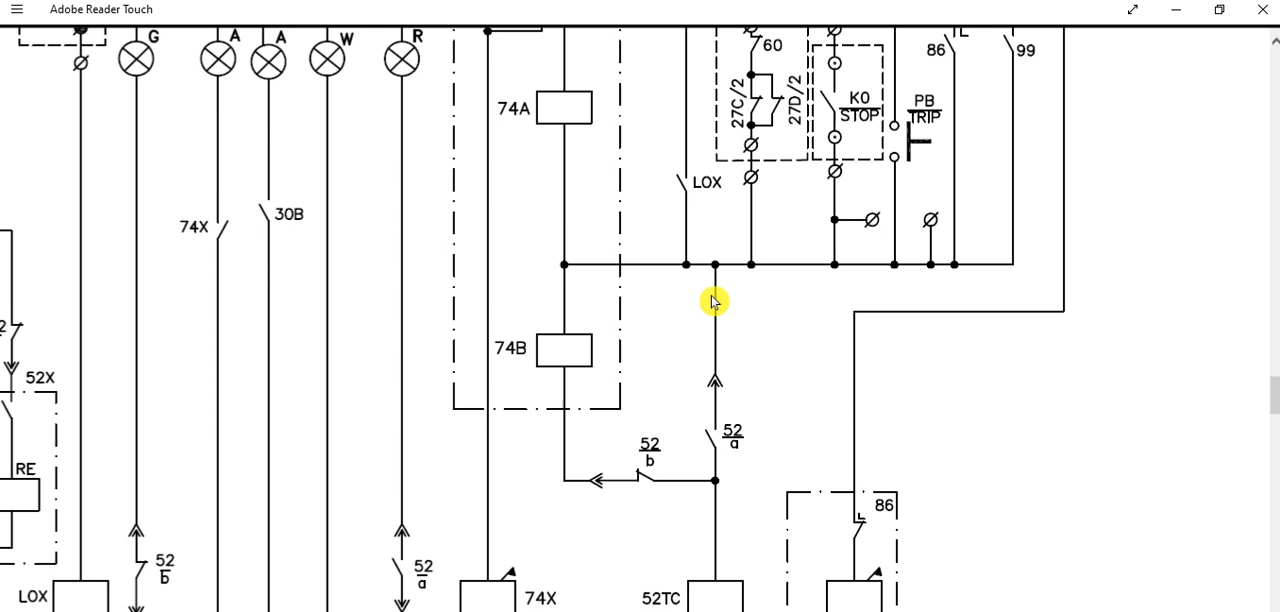 Adobe Reader Touch
G
A
A
W
R
60
86
99
27C/2
27D/2
K0
STOP
PB
TRIP
74A
LOX
74X
30B
74B
52X
52
a
52
b
RE
86
52
b
52
a
LOX
74X
52TC